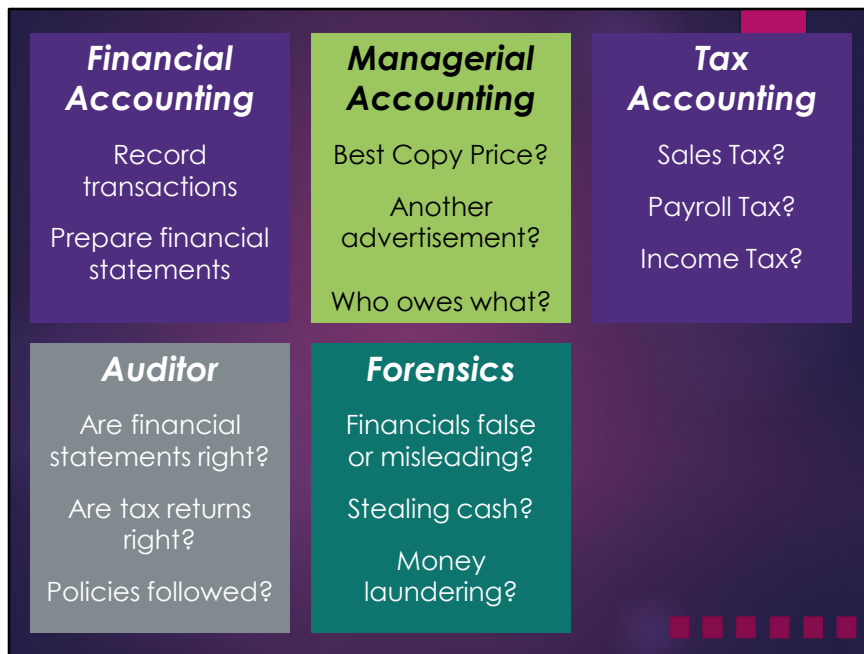 Financial
Accounting
Record
transactions
Prepare financial
statements
Managerial
Accounting
Best Copy Price?
Another
advertisement?
Who owes what?
Tax
Accounting
Sales Tax?
Payroll Tax?
Income Tax?
Auditor
Are financial
statements right?
Are tax returns
right?
Policies followed?
Forensics
Financials false
or misleading?
Stealing cash?
Money
laundering?